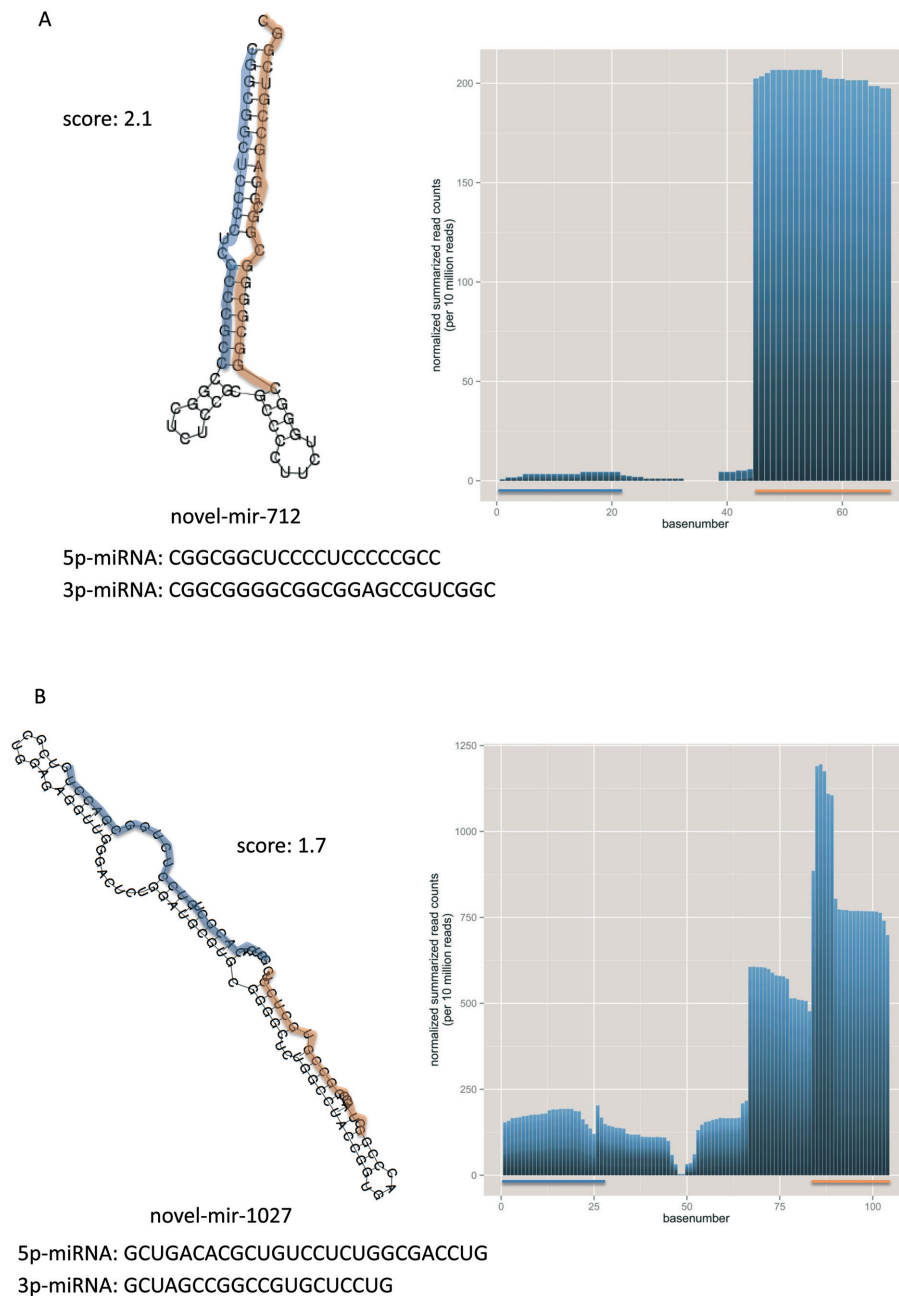 A
score: 2.1
novel-mir-712
5p-miRNA: CGGCGGCUCCCCUCCCCCGCC
3p-miRNA: CGGCGGGGCGGCGGAGCCGUCGGC
normalized summarized read counts
(per 10 million reads)
200
150
100
50
0
0 20 40 60
basenumber
B
score: 1.7
novel-mir-1027
5p-miRNA: GCUGACACGCUGUCCUCUGGCGACCUG
3p-miRNA: GCUAGCCGGCCGUGCUCCUG
normalized summarized read counts
(per 10 million reads)
1250
1000
750
500
250
0
0 25 50 75 100
basenumber